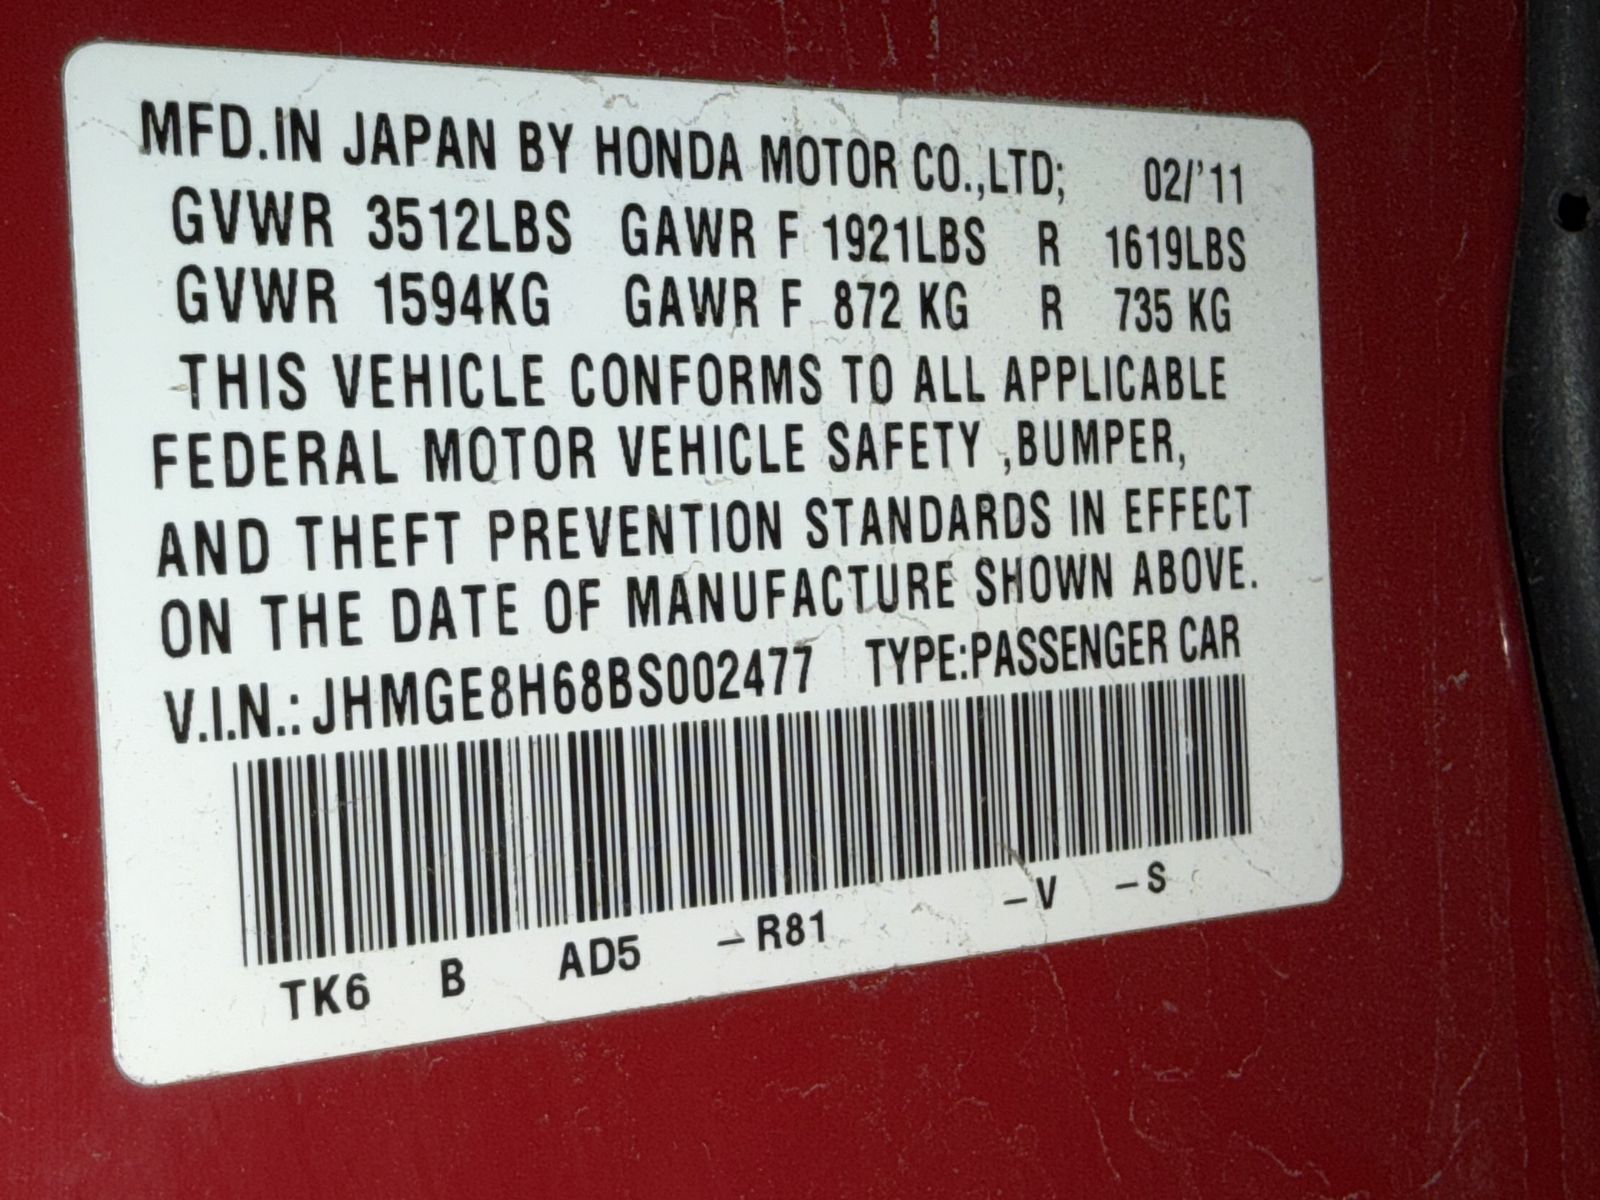 MFD.IN JAPAN BY HONDA MOTOR CO.,LTD; 02/'11
GVWR 3512LBS GAWR F 1921LBS R 1619LBS
GVWR 1594KG GAWR F 872 KG R 735 KG
THIS VEHICLE CONFORMS TO ALL APPLICABLE
FEDERAL MOTOR VEHICLE SAFETY ,BUMPER,
AND THEFT PREVENTION STANDARDS IN EFFECT
ON THE DATE OF MANUFACTURE SHOWN ABOVE.
V.I.N.: JHMGE8H68BS002477 TYPE:PASSENGER CAR
TK6 B AD5 –R81 –V –S